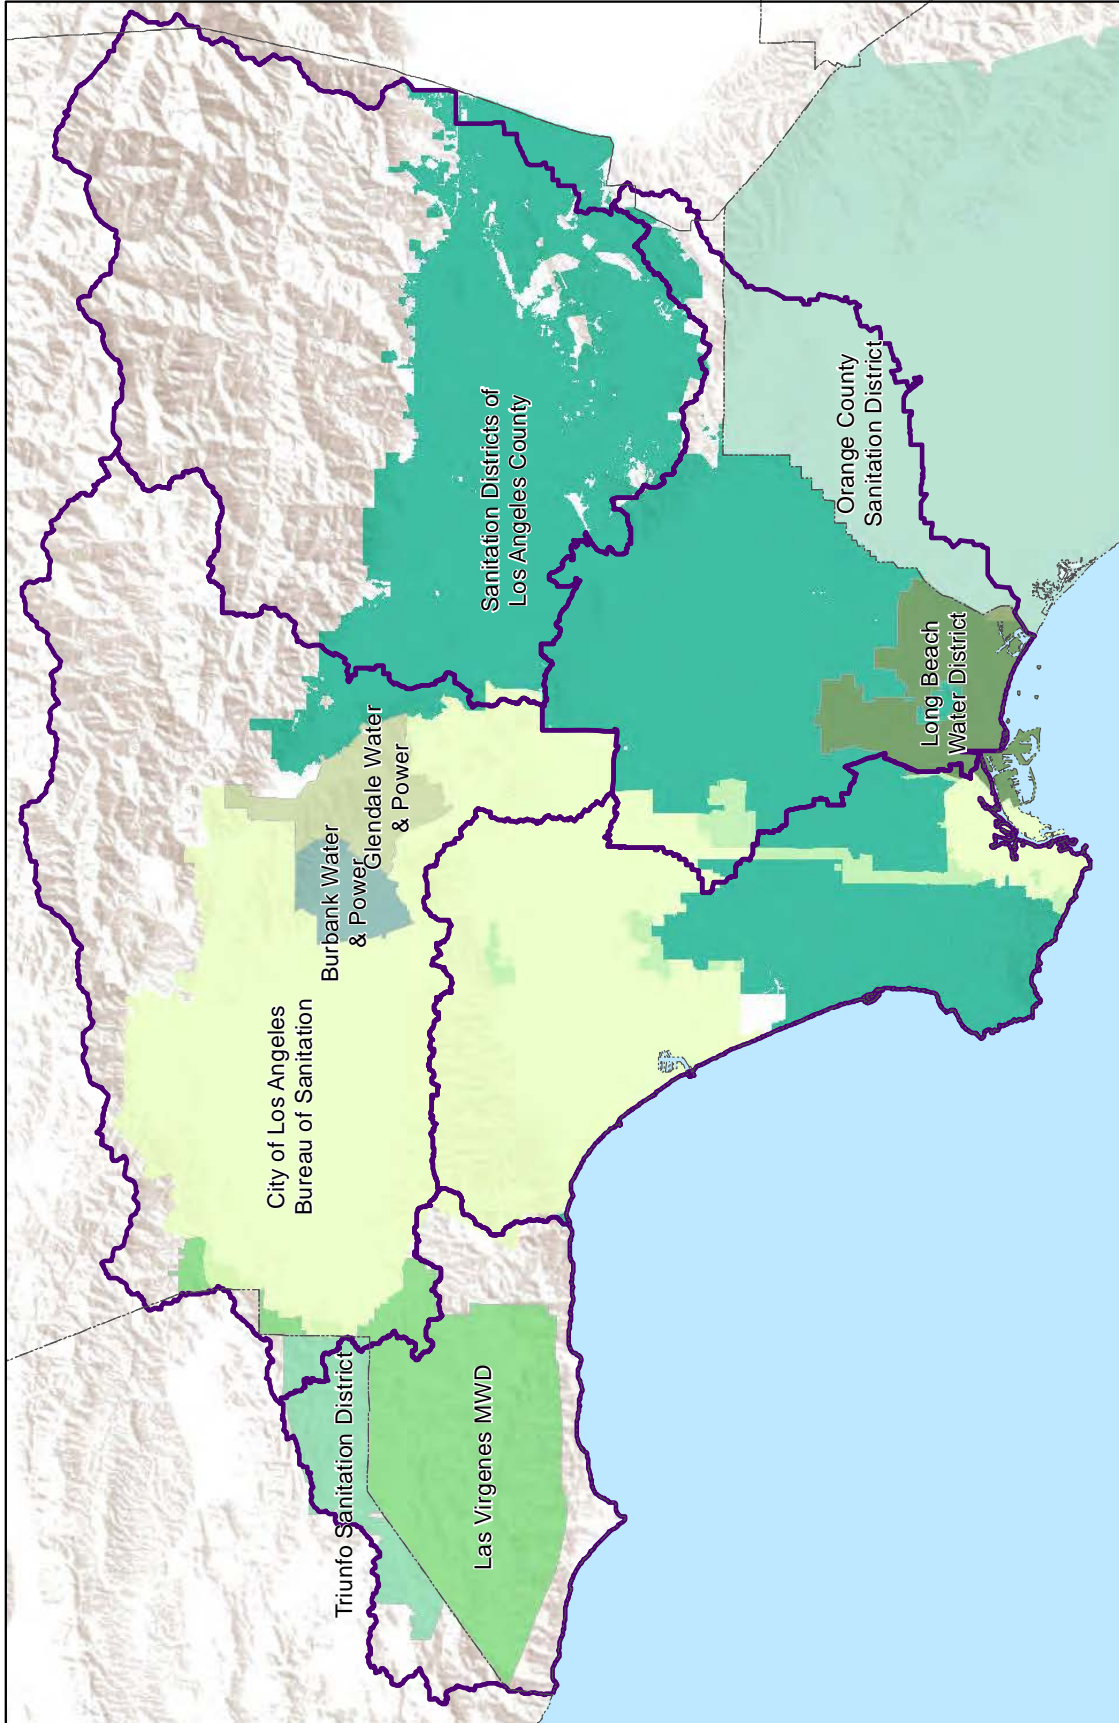 Triunfo Sanitation District
Las Virgenes MWD
City of Los Angeles
Bureau of Sanitation
Burbank Water
& Power
Glendale Water
& Power
Sanitation Districts of
Los Angeles County
Long Beach
Water District
Orange County
Sanitation District